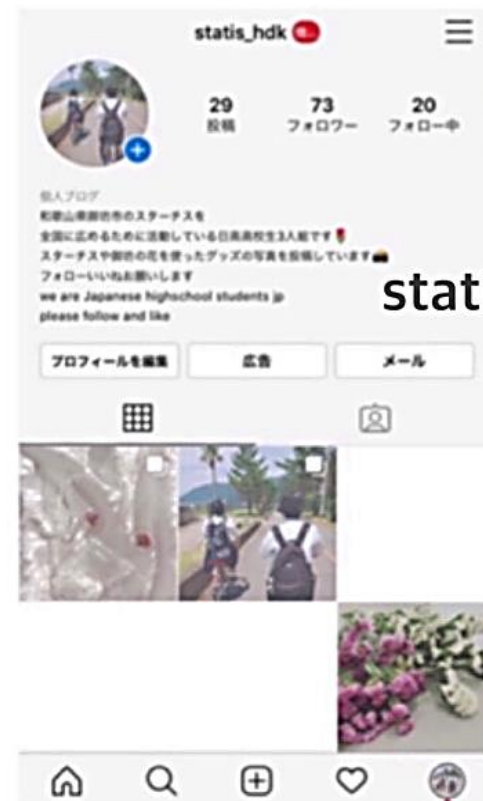 statis_hdk
29
73
20
投稿
フォロワー
フォロー中
個人ブログ
和歌山県御坊市のスターチスを
全国に広めるために活動している日高高校生3人組です
スターチスや御坊の花を使ったグッズの写真を投稿しています
フォローいいねお願いします
we are Japanese highschool students jp
please follow and like
stat
プロフィールを編集
広告
メール